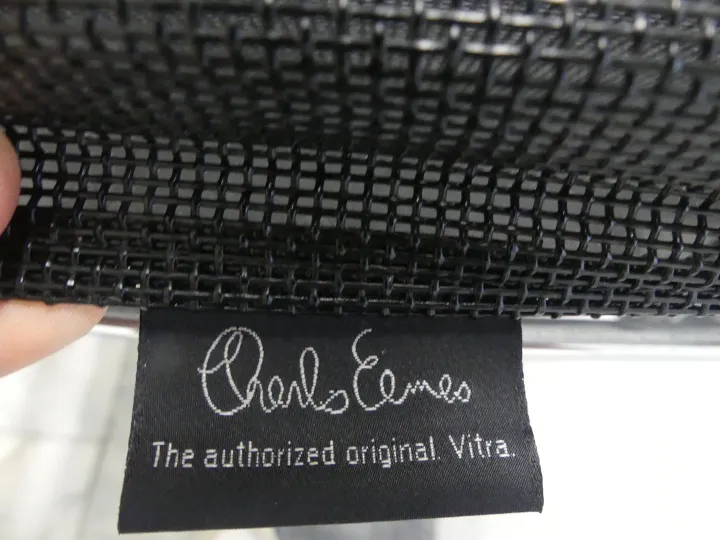 Charles Eames
The authorized original. Vitra.